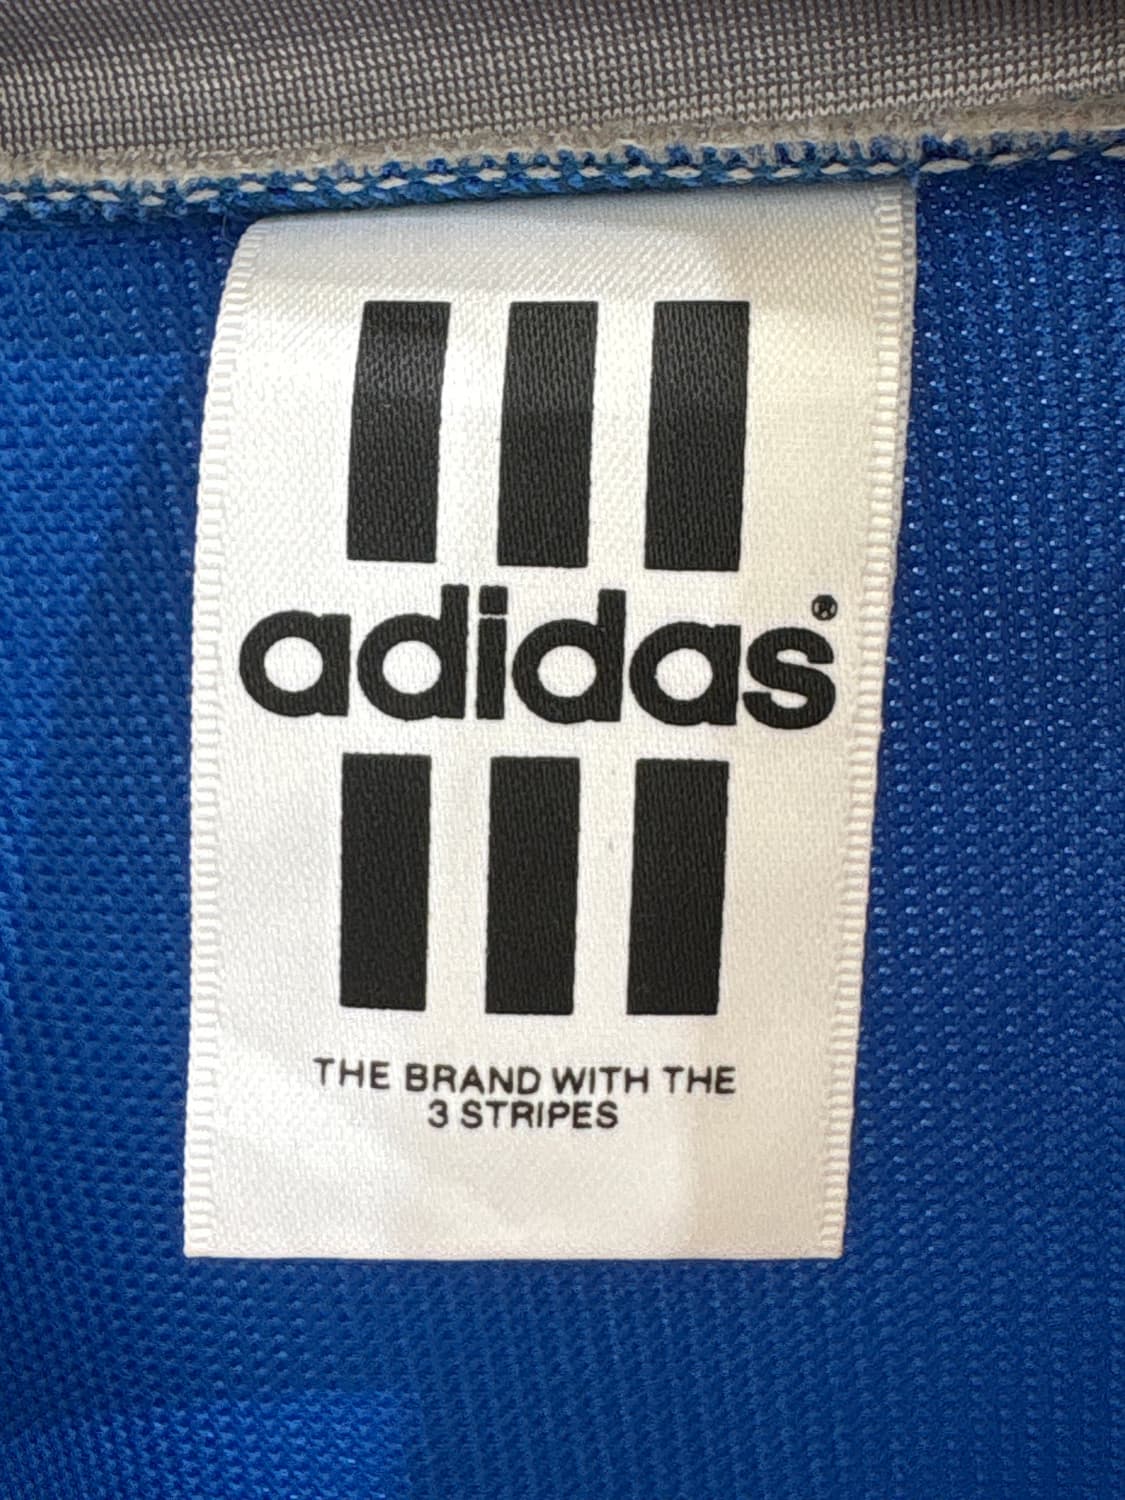 adidas®
THE BRAND WITH THE
3 STRIPES